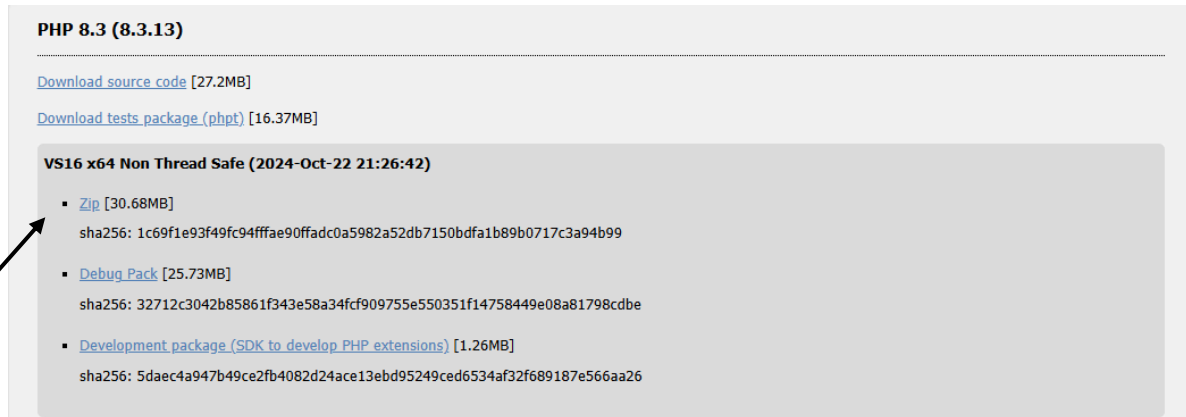 PHP 8.3 (8.3.13)
Download source code [27.2MB]
Download tests package (phpt) [16.37MB]
VS16 x64 Non Thread Safe (2024-Oct-22 21:26:42)
Zip [30.68MB]
sha256: 1c69f1e93f49fc94fffae90ffadc0a5982a52db7150bdfa1b89b0717c3a94b99
Debug Pack [25.73MB]
sha256: 32712c3042b85861f343e58a34fcf909755e550351f14758449e08a81798cdbe
Development package (SDK to develop PHP extensions) [1.26MB]
sha256: 5daec4a947b49ce2fb4082d24ace13ebd95249ced6534af32f689187e566aa26